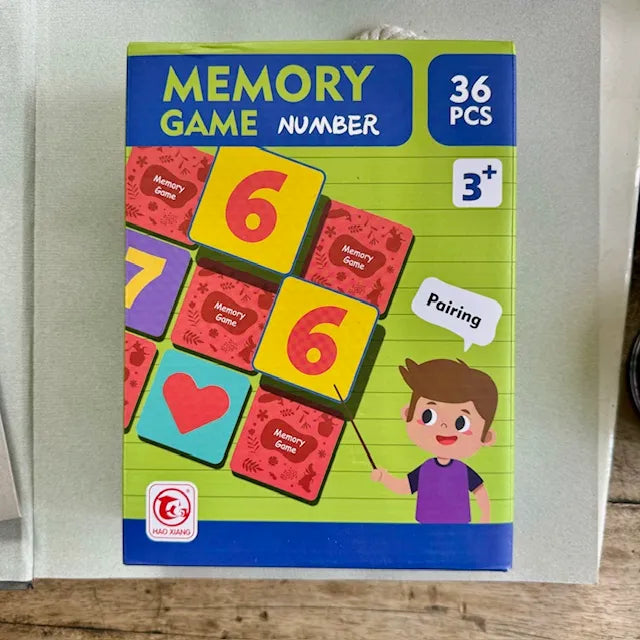 MEMORY
GAME NUMBER
36
PCS
3+
Memory
Game
6
Memory
Game
7
Memory
Game
6
Pairing
Memory
Game
HAO XIANG